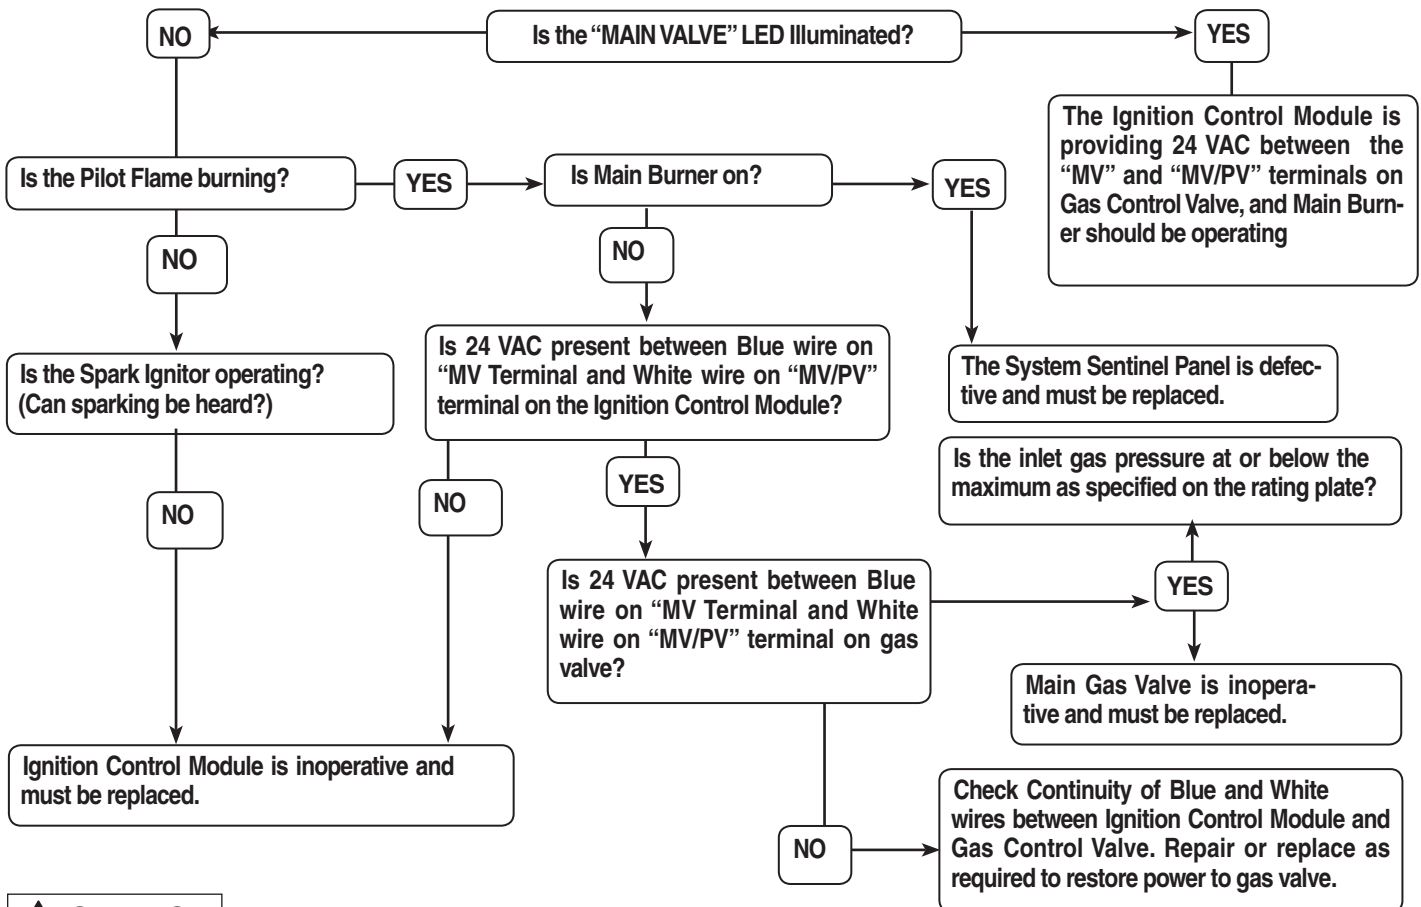 Is the “MAIN VALVE” LED Illuminated?
NO
YES
The Ignition Control Module is
providing 24 VAC between the
“MV” and “MV/PV” terminals on
Gas Control Valve, and Main Burn-
er should be operating
Is the Pilot Flame burning?
YES
Is Main Burner on?
YES
NO
NO
The System Sentinel Panel is defec-
tive and must be replaced.
Is the Spark Ignitor operating?
(Can sparking be heard?)
Is 24 VAC present between Blue wire on
“MV Terminal and White wire on “MV/PV”
terminal on the Ignition Control Module?
Is the inlet gas pressure at or below the
maximum as specified on the rating plate?
NO
NO
YES
Is 24 VAC present between Blue
wire on “MV Terminal and White
wire on “MV/PV” terminal on gas
valve?
YES
Main Gas Valve is inopera-
tive and must be replaced.
Ignition Control Module is inoperative and
must be replaced.
NO
Check Continuity of Blue and White
wires between Ignition Control Module and
Gas Control Valve. Repair or replace as
required to restore power to gas valve.